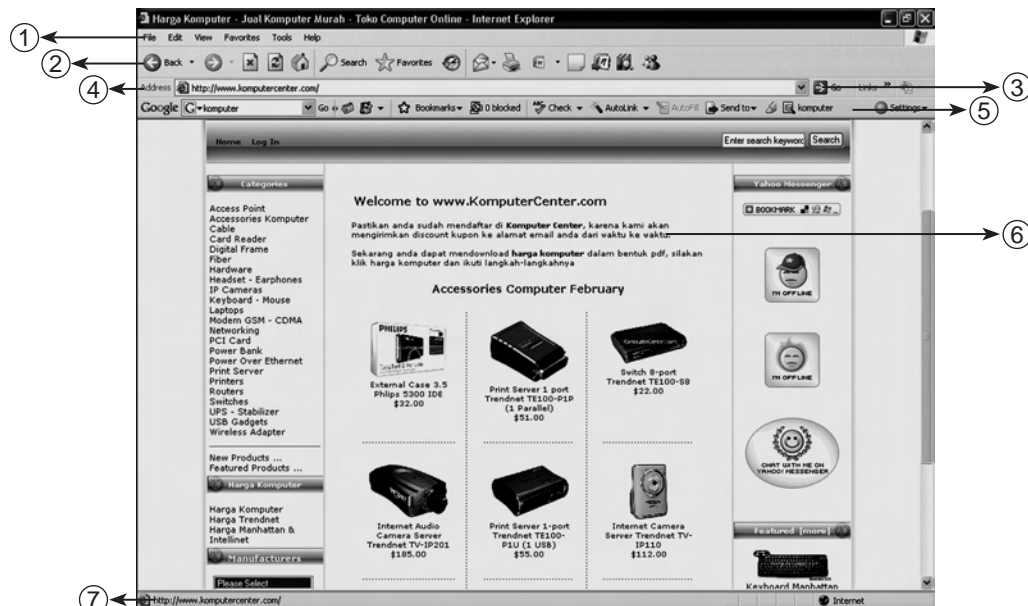 Harga Komputer - Jual Komputer Murah - Toko Computer Online - Internet Explorer
1
File Edit View Favorites Tools Help
2
Back Search Favorites
4
Address http://www.komputercenter.com/ Go Links »
3
Google G komputer Go Bookmarks 0 blocked Check AutoLink AutoFill Send to komputer Settings
5
Home Log In
Enter search keyword Search
Categories
Access Point
Accessories Komputer
Cable
Card Reader
Digital Frame
Fiber
Hardware
Headset - Earphones
IP Cameras
Keyboard - Mouse
Laptops
Modem GSM - CDMA
Networking
PCI Card
Power Bank
Power Over Ethernet
Print Server
Printers
Routers
Switches
UPS - Stabilizer
USB Gadgets
Wireless Adapter
New Products ...
Featured Products ...
Harga Komputer
Harga Komputer
Harga Trendnet
Harga Manhattan &
Intellinet
Manufacturers
Please Select
Welcome to www.KomputerCenter.com
Pastikan anda sudah mendaftar di Komputer Center, karena kami akan
mengirimkan discount kupon ke alamat email anda dari waktu ke waktu.
6
Sekarang anda dapat mendownload harga komputer dalam bentuk pdf, silakan
klik harga komputer dan ikuti langkah-langkahnya
Accessories Computer February
PHILIPS
External Case 3.5
Philips 5300 IDE
$32.00
Print Server 1 port
Trendnet TE100-P1P
(1 Parallel)
$51.00
KomputerCenter.com
Switch 8-port
Trendnet TE100-S8
$22.00
Internet Audio
Camera Server
Trendnet TV-IP201
$185.00
Print Server 1-port
Trendnet TE100-
P1U (1 USB)
$55.00
Internet Camera
Server Trendnet TV-
IP110
$112.00
Yahoo Messenger
BOOKMARK
I'M OFFLINE
I'M OFFLINE
CHAT WITH ME ON
YAHOO! MESSENGER
Featured [more]
Keyboard Manhattan
7
http://www.komputercenter.com/ Internet